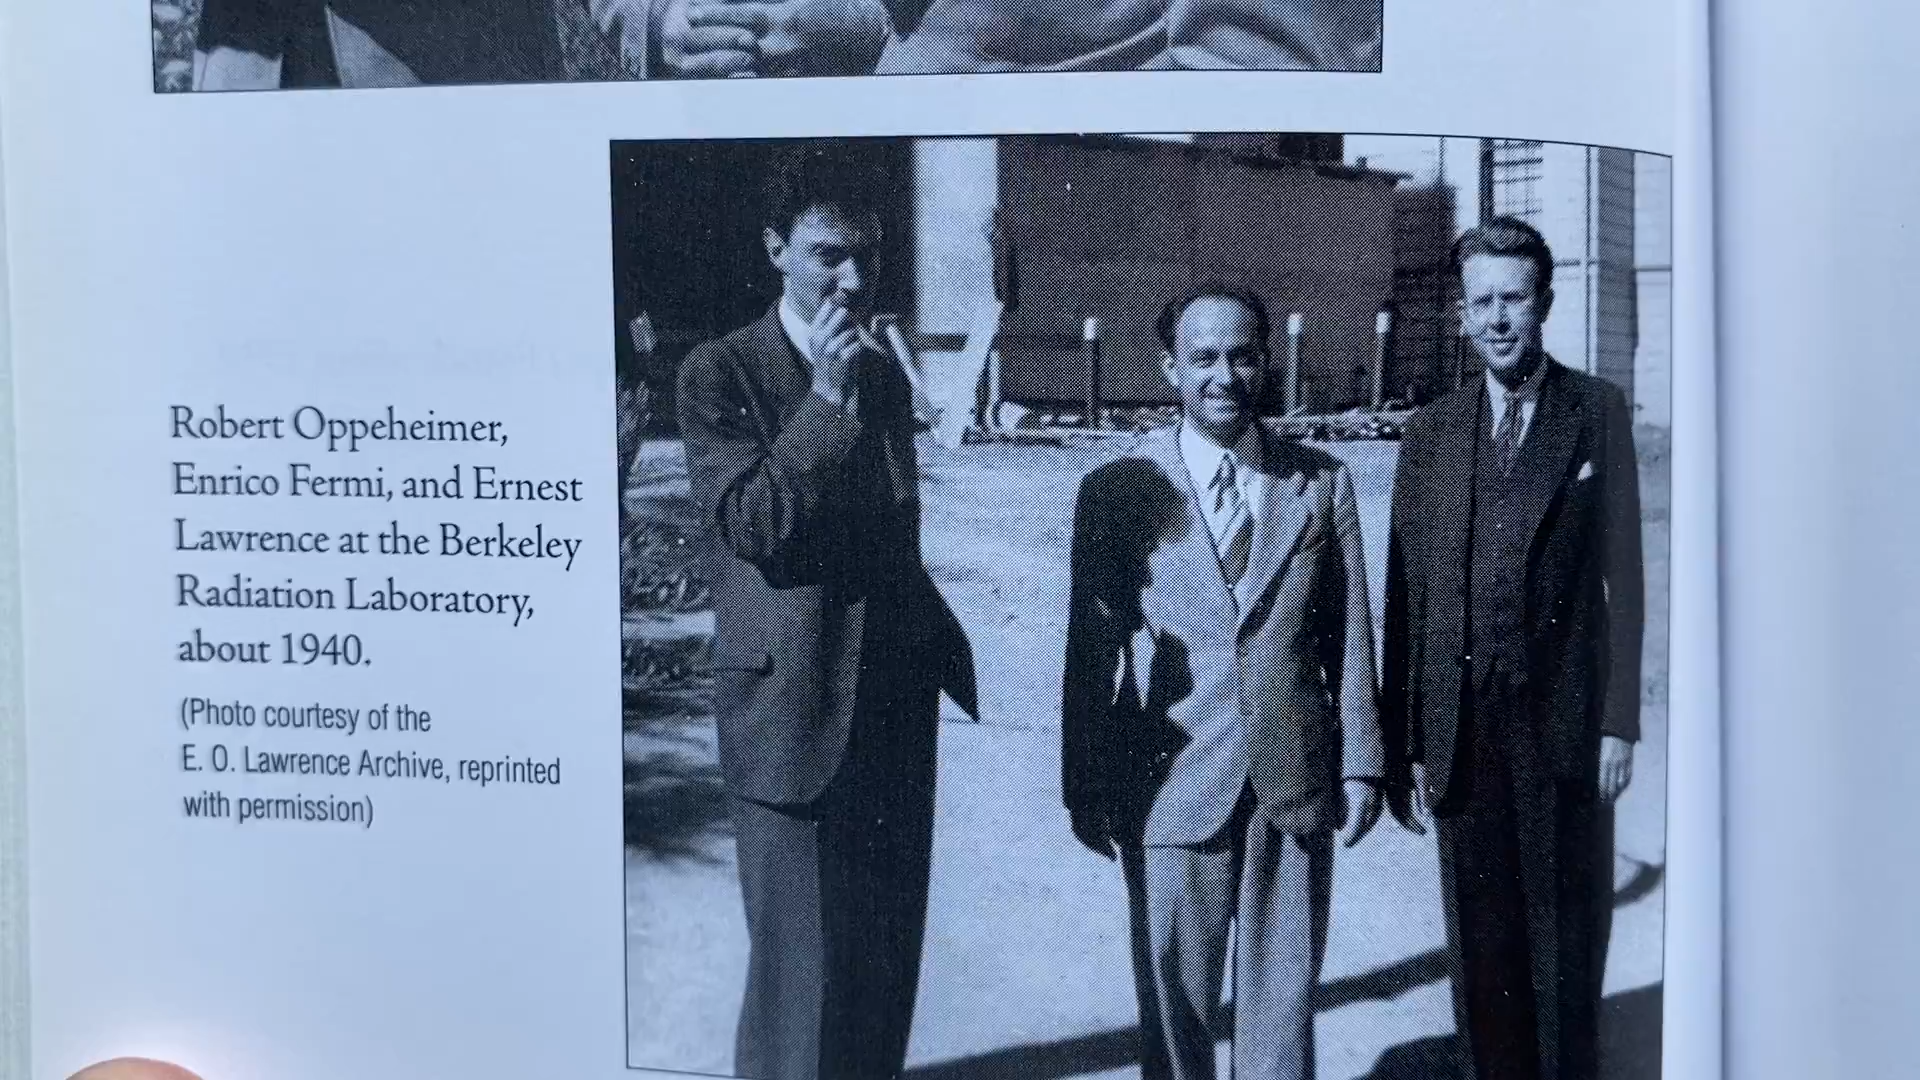 Robert Oppeheimer,
Enrico Fermi, and Ernest
Lawrence at the Berkeley
Radiation Laboratory,
about 1940.
(Photo courtesy of the
E. O. Lawrence Archive, reprinted
with permission)